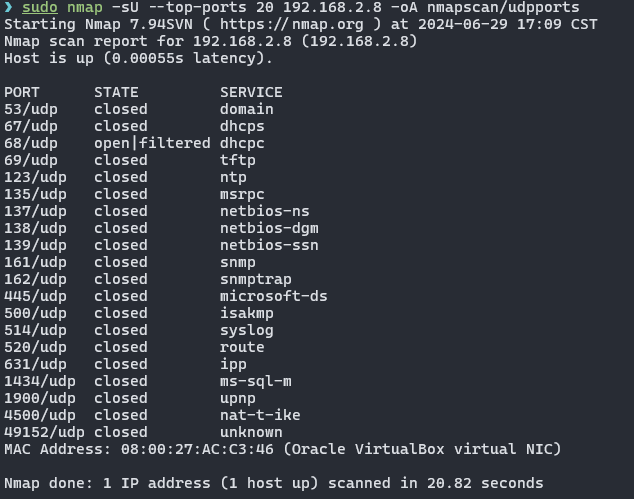 ❯ sudo nmap -sU --top-ports 20 192.168.2.8 -oA nmapscan/udpports
Starting Nmap 7.94SVN ( https://nmap.org ) at 2024-06-29 17:09 CST
Nmap scan report for 192.168.2.8 (192.168.2.8)
Host is up (0.00055s latency).

PORT      STATE         SERVICE
53/udp    closed        domain
67/udp    closed        dhcps
68/udp    open|filtered dhcpc
69/udp    closed        tftp
123/udp   closed        ntp
135/udp   closed        msrpc
137/udp   closed        netbios-ns
138/udp   closed        netbios-dgm
139/udp   closed        netbios-ssn
161/udp   closed        snmp
162/udp   closed        snmptrap
445/udp   closed        microsoft-ds
500/udp   closed        isakmp
514/udp   closed        syslog
520/udp   closed        route
631/udp   closed        ipp
1434/udp  closed        ms-sql-m
1900/udp  closed        upnp
4500/udp  closed        nat-t-ike
49152/udp closed        unknown
MAC Address: 08:00:27:AC:C3:46 (Oracle VirtualBox virtual NIC)

Nmap done: 1 IP address (1 host up) scanned in 20.82 seconds